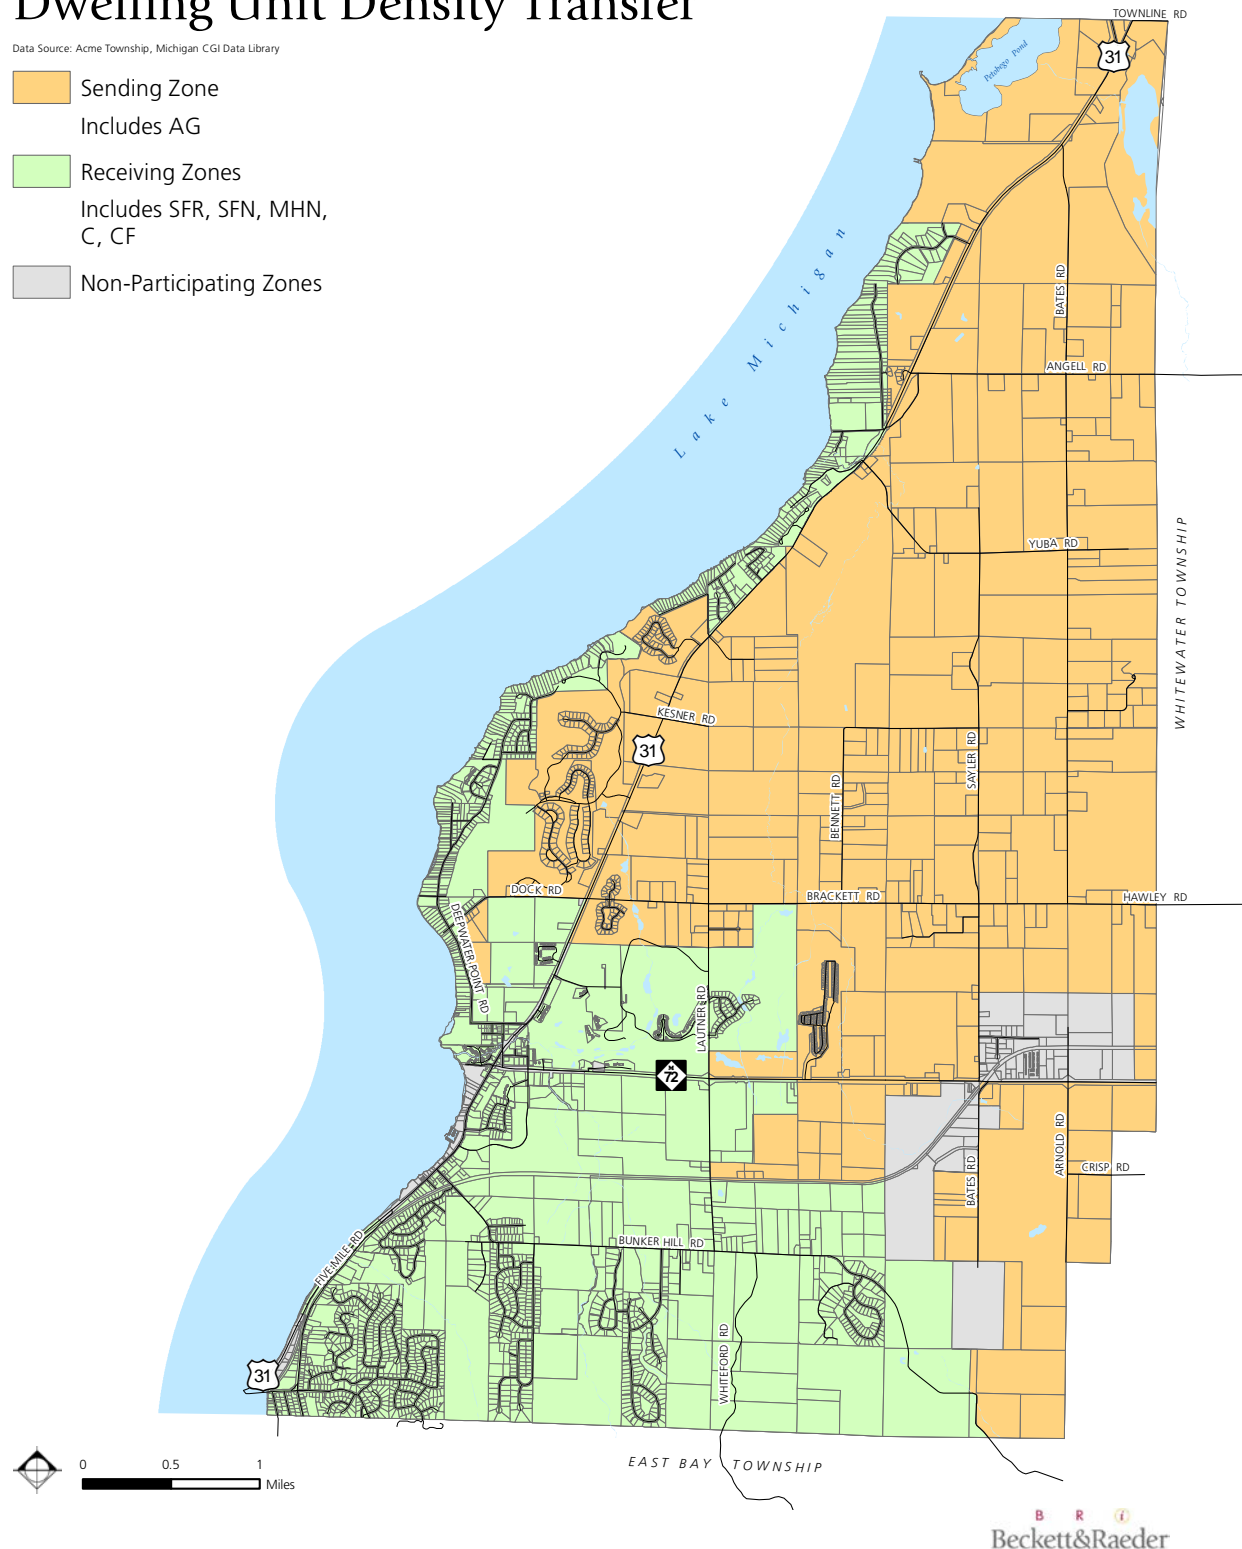 Dwelling Unit Density Transfer
Data Source: Acme Township, Michigan CGI Data Library
Sending Zone
Includes AG
Receiving Zones
Includes SFR, SFN, MHN,
C, CF
Non-Participating Zones
TOWNLINE RD
31
Petobego Pond
Lake Michigan
BATES RD
ANGELL RD
YUBA RD
WHITEWATER TOWNSHIP
KESNER RD
31
SAYLER RD
BENNETT RD
DOCK RD
BRACKETT RD
HAWLEY RD
DEEPWATER POINT RD
LAUTNER RD
M
72
ARNOLD RD
CRISP RD
BATES RD
BUNKER HILL RD
FIVE MILE RD
WHITEFORD RD
31
EAST BAY TOWNSHIP
0 0.5 1
Miles
B R i
Beckett&Raeder